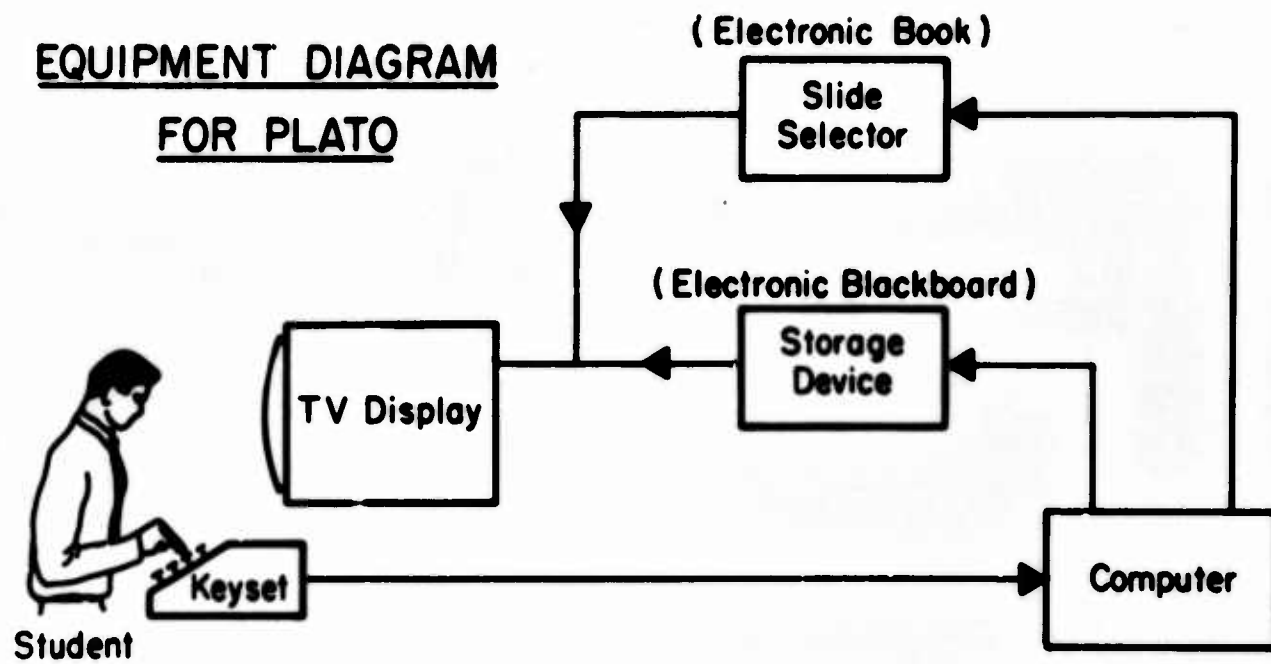 EQUIPMENT DIAGRAM
FOR PLATO
(Electronic Book)
Slide
Selector
(Electronic Blackboard)
Storage
Device
TV Display
Keyset
Computer
Student